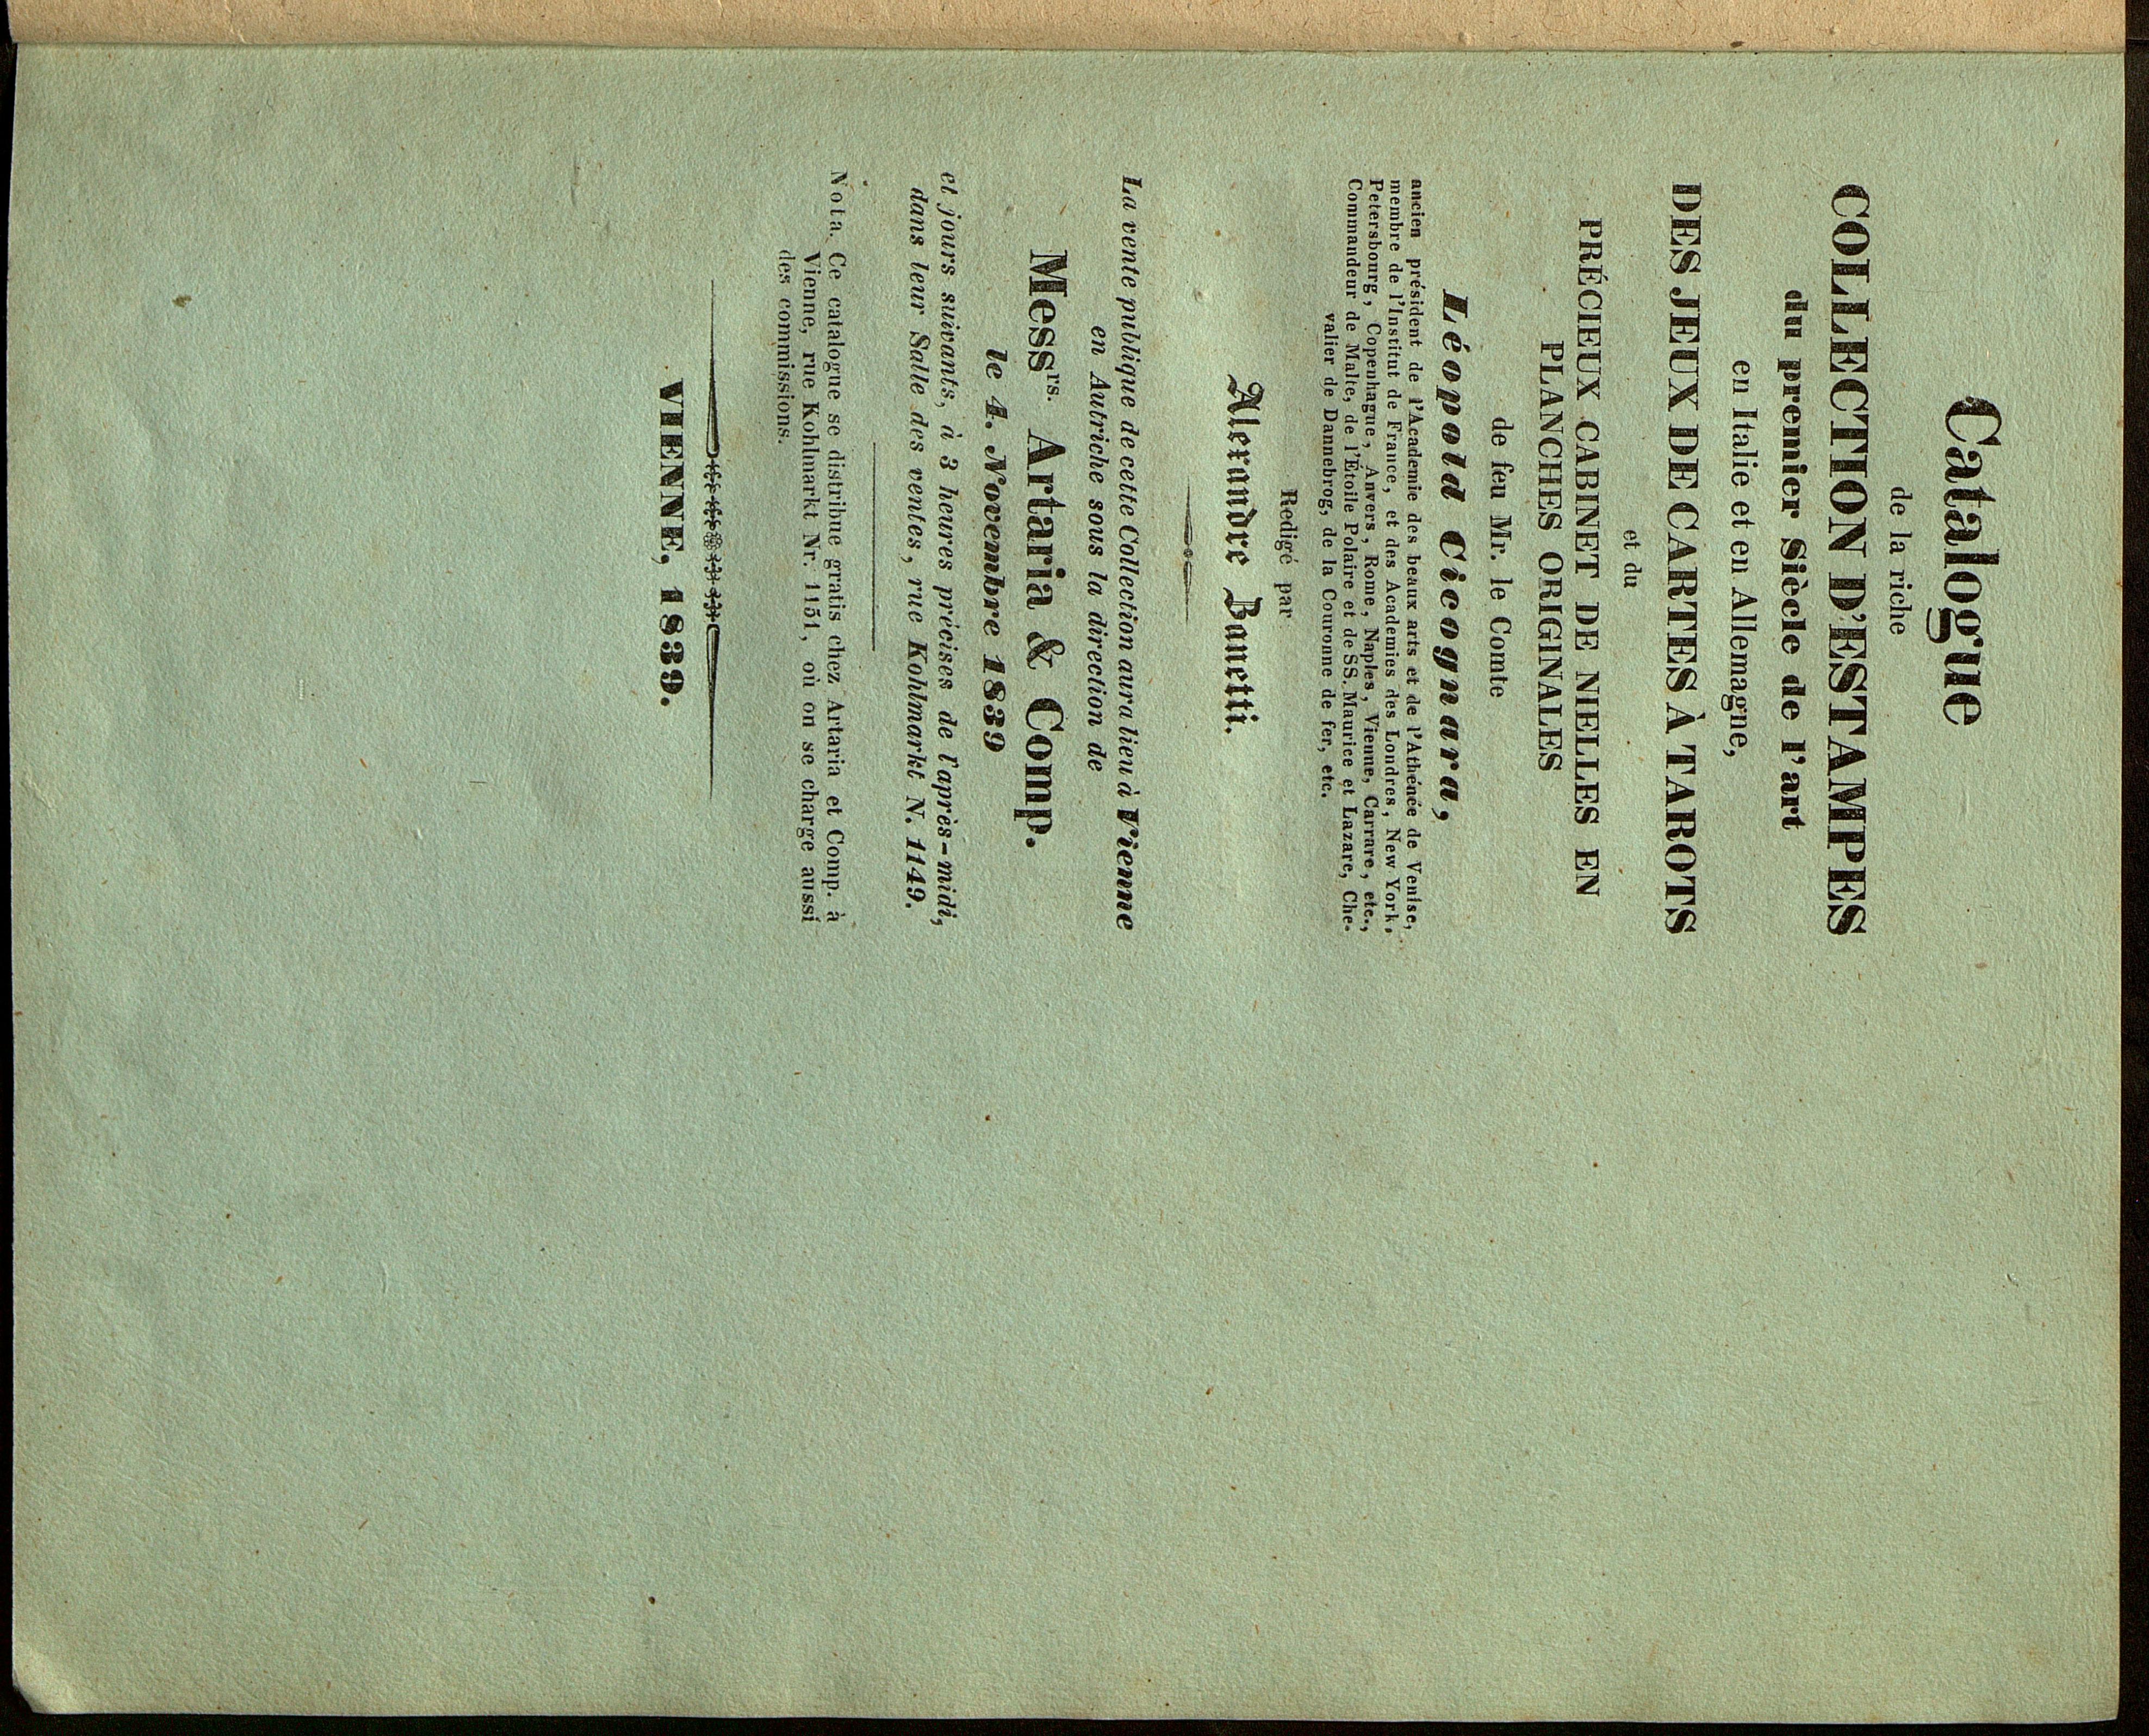 Catalogue
de la riche
COLLECTION D'ESTAMPES
du premier Siècle de l'art
en Italie et en Allemagne,
DES JEUX DE CARTES À TAROTS
et du
PRÉCIEUX CABINET DE NIELLES EN
PLANCHES ORIGINALES
de feu Mr. le Comte
Léopold Cicognara,
ancien président de l'Academie des beaux arts et de l'Athénée de Venise,
membre de l'Institut de France, et des Academies des Londres, New York,
Petersbourg, Copenhague, Anvers, Rome, Naples, Vienne, Carrare, etc.,
Commandeur de Malte, de l'Étoile Polaire et de SS. Maurice et Lazare, Che-
valier de Dannebrog, de la Couronne de fer, etc.
Redigé par
Alexandre Zanetti.
La vente publique de cette Collection aura lieu à Vienne
en Autriche sous la direction de
Messrs. Artaria & Comp.
le 4. Novembre 1839
et jours suivants, à 3 heures précises de l'après-midi,
dans leur Salle des ventes, rue Kohlmarkt N. 1149.
Nota. Ce catalogue se distribue gratis chez Artaria et Comp. à
Vienne, rue Kohlmarkt Nr. 1151, où on se charge aussi
des commissions.
VIENNE, 1839.